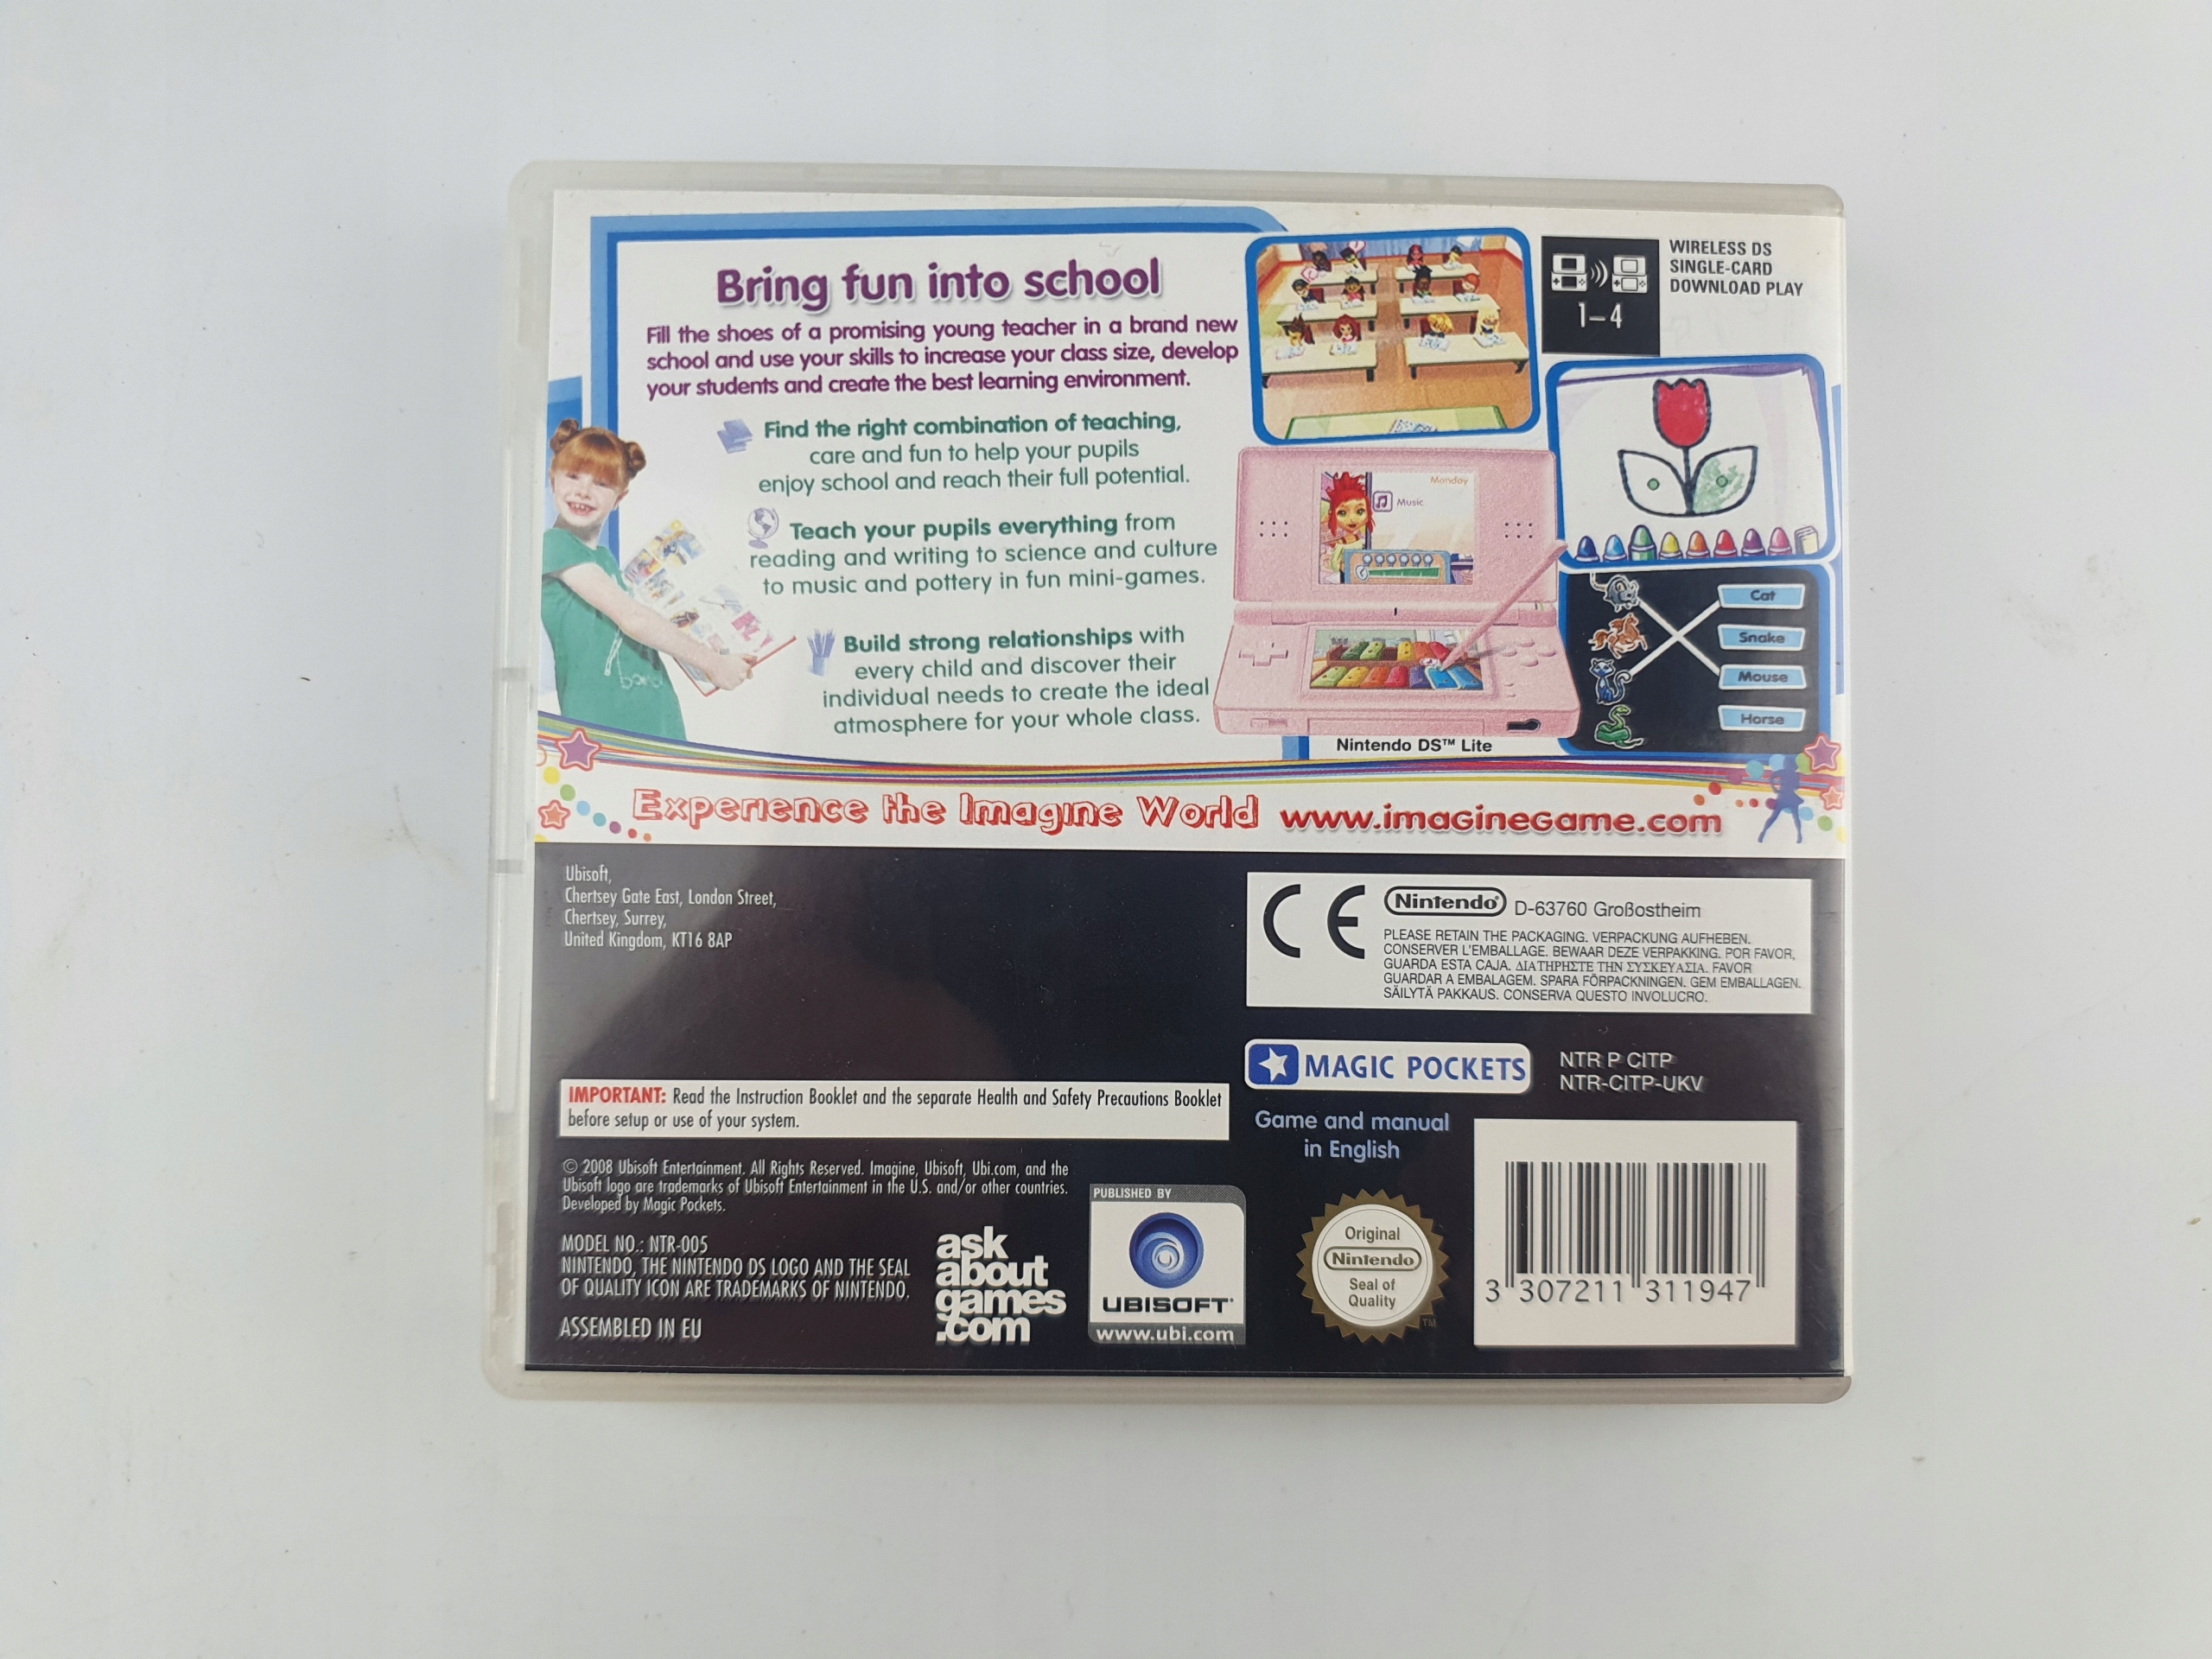 Bring fun into school
Fill the shoes of a promising young teacher in a brand new
school and use your skills to increase your class size, develop
your students and create the best learning environment.
Find the right combination of teaching,
care and fun to help your pupils
enjoy school and reach their full potential.
Teach your pupils everything from
reading and writing to science and culture
to music and pottery in fun mini-games.
Build strong relationships with
every child and discover their
individual needs to create the ideal
atmosphere for your whole class.
WIRELESS DS
SINGLE-CARD
DOWNLOAD PLAY
1-4
Monday
Music
Cat
Snake
Mouse
Horse
Nintendo DS™ Lite
Experience the Imagine World www.imaginegame.com
Ubisoft,
Chertsey Gate East, London Street,
Chertsey, Surrey,
United Kingdom, KT16 8AP
CE
Nintendo® D-63760 Großostheim
PLEASE RETAIN THE PACKAGING. VERPACKUNG AUFHEBEN.
CONSERVER L'EMBALLAGE. BEWAAR DEZE VERPAKKING. POR FAVOR,
GUARDA ESTA CAJA. ΔΙΑΤΗΡΗΣΤΕ ΤΗΝ ΣΥΣΚΕΥΑΣΙΑ. FAVOR
GUARDAR A EMBALAGEM. SPARA FÖRPACKNINGEN. GEM EMBALLAGEN.
SÄILYTÄ PAKKAUS. CONSERVA QUESTO INVOLUCRO.
MAGIC POCKETS
NTR P CITP
NTR-CITP-UKV
IMPORTANT: Read the Instruction Booklet and the separate Health and Safety Precautions Booklet
before setup or use of your system.
Game and manual
in English
© 2008 Ubisoft Entertainment. All Rights Reserved. Imagine, Ubisoft, Ubi.com, and the
Ubisoft logo are trademarks of Ubisoft Entertainment in the U.S. and/or other countries.
Developed by Magic Pockets.
MODEL NO.: NTR-005
NINTENDO, THE NINTENDO DS LOGO AND THE SEAL
OF QUALITY ICON ARE TRADEMARKS OF NINTENDO.
ASSEMBLED IN EU
ask
about
games
.com
PUBLISHED BY
UBISOFT
www.ubi.com
Original
Nintendo
Seal of
Quality
TM
3 307211 311947